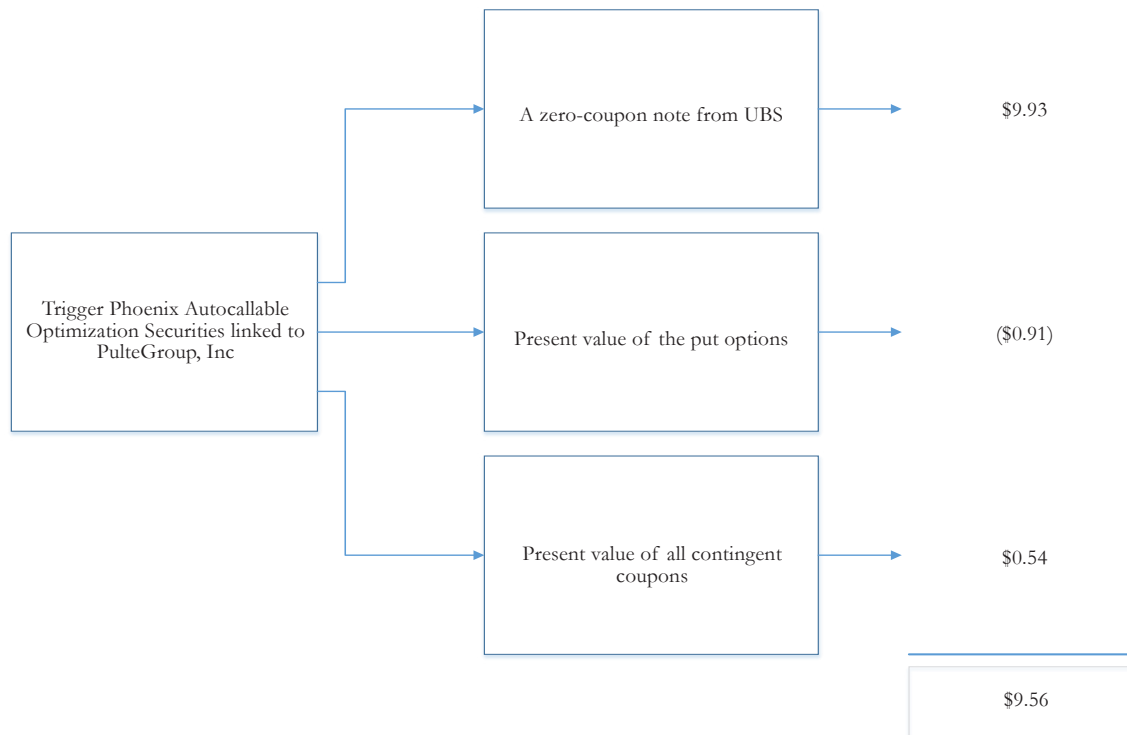 A zero-coupon note from UBS
$9.93
Trigger Phoenix Autocallable
Optimization Securities linked to
PulteGroup, Inc
Present value of the put options
($0.91)
Present value of all contingent
coupons
$0.54
$9.56